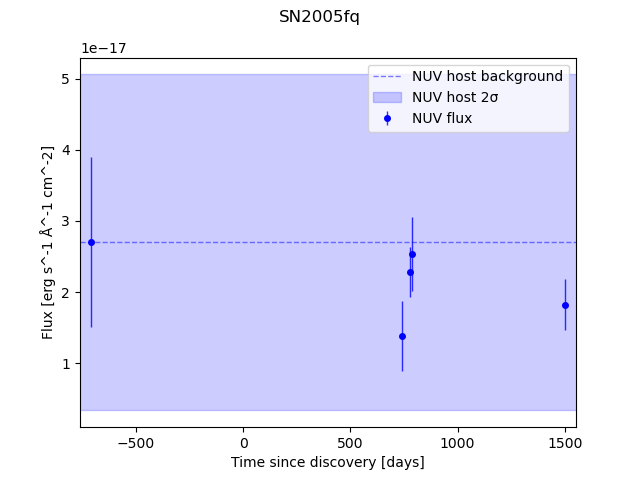 SN2005fq
1e−17
NUV host background
NUV host 2σ
NUV flux
5
4
3
2
1
Flux [erg s^-1 Å^-1 cm^-2]
−500
0
500
1000
1500
Time since discovery [days]